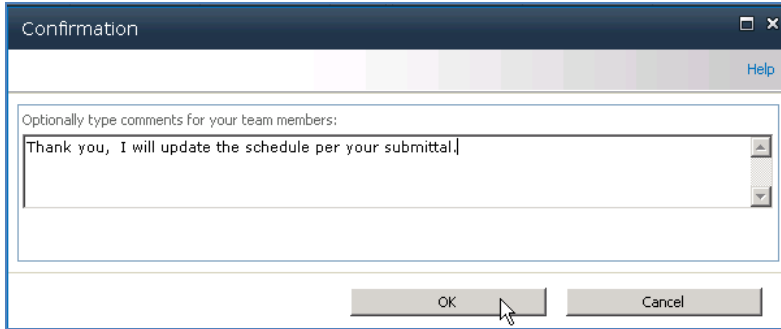 Confirmation
Help
Optionally type comments for your team members:
Thank you,  I will update the schedule per your submittal.
OK
Cancel